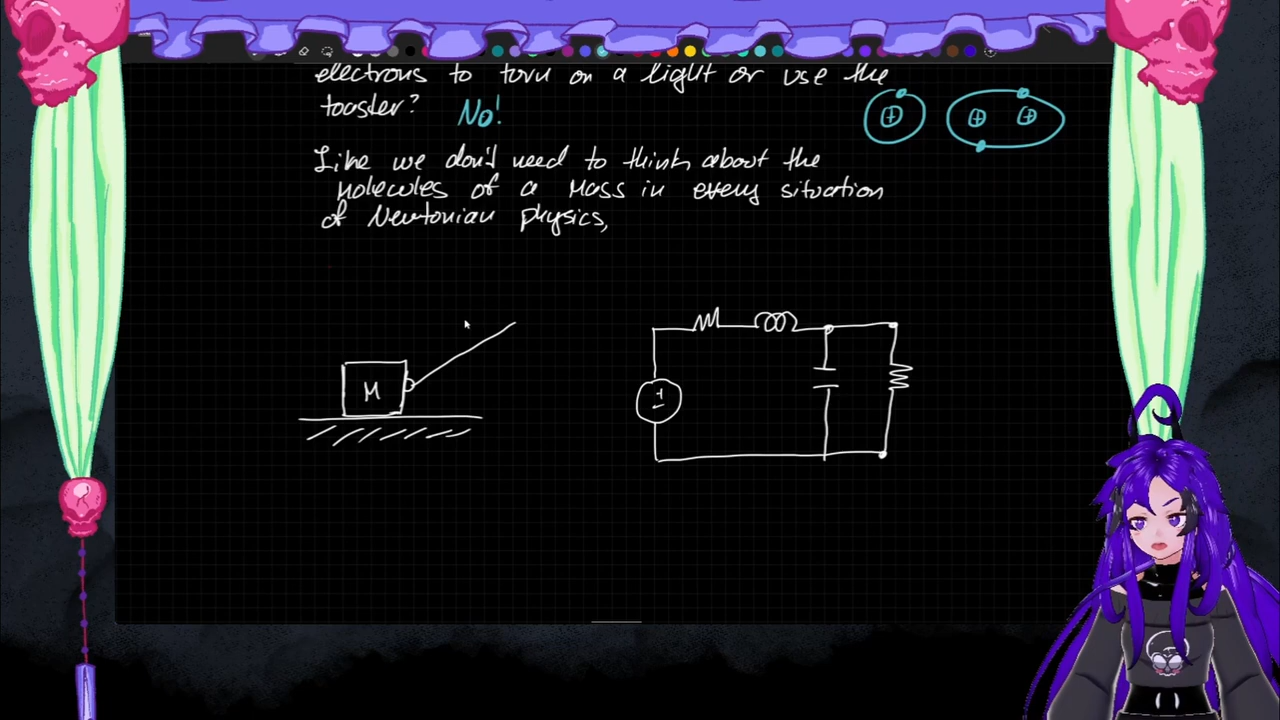 electrons to turn on a light or use the
toaster? No!
Like we don't need to think about the
molecules of a mass in every situation
of Newtonian physics,
+ + +
M
+
-